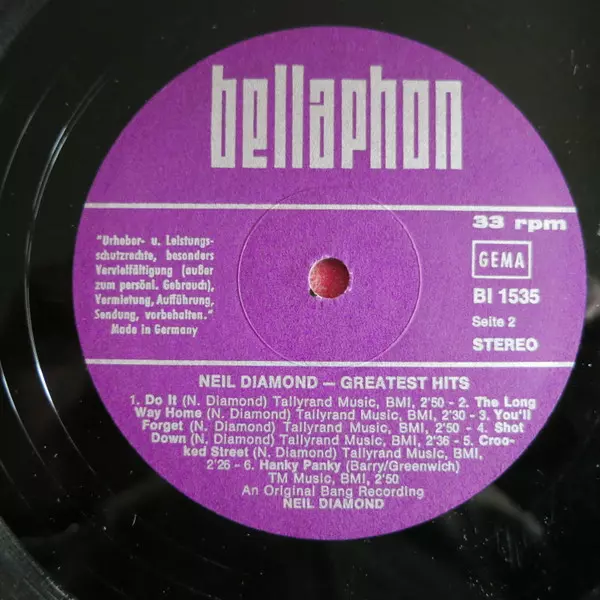 bellaphon
"Urheber- u. Leistungs-
schutzrechte, besonders
Vervielfältigung (außer
zum persönl. Gebrauch),
Vermietung, Aufführung,
Sendung, vorbehalten."
Made in Germany
33 rpm
GEMA
BI 1535
Seite 2
STEREO
NEIL DIAMOND – GREATEST HITS
1. Do It (N. Diamond) Tallyrand Music, BMI, 2'50 - 2. The Long
Way Home (N. Diamond) Tallyrand Music, BMI, 2'30 - 3. You'll
Forget (N. Diamond) Tallyrand Music, BMI, 2'50 - 4. Shot
Down (N. Diamond) Tallyrand Music, BMI, 2'36 - 5. Croo-
ked Street (N. Diamond) Tallyrand Music, BMI,
2'26 - 6. Hanky Panky (Barry/Greenwich)
TM Music, BMI, 2'50
An Original Bang Recording
NEIL DIAMOND